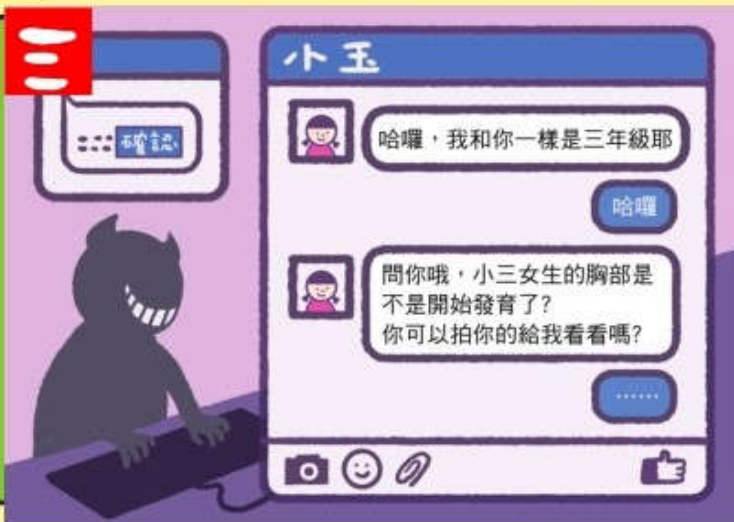 三
確認
小玉
哈囉，我和你一樣是三年級耶
哈囉
問你哦，小三女生的胸部是
不是開始發育了?
你可以拍你的給我看看嗎?
……